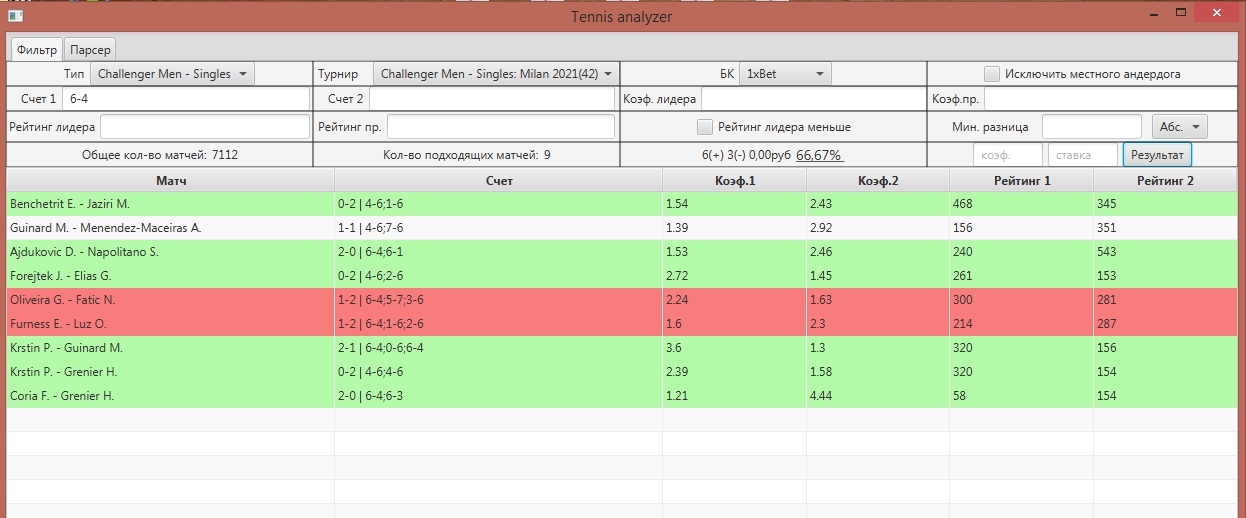 Tennis analyzer
Фильтр Парсер
Тип Challenger Men - Singles Турнир Challenger Men - Singles: Milan 2021(42) БК 1xBet Исключить местного андердога
Счет 1 6-4 Счет 2 Коэф. лидера Коэф.пр.
Рейтинг лидера Рейтинг пр. Рейтинг лидера меньше Мин. разница Абс.
Общее кол-во матчей: 7112 Кол-во подходящих матчей: 9 6(+) 3(-) 0,00руб 66,67% коэф. ставка Результат
Матч Счет Коэф.1 Коэф.2 Рейтинг 1 Рейтинг 2
Benchetrit E. - Jaziri M. 0-2 | 4-6;1-6 1.54 2.43 468 345
Guinard M. - Menendez-Maceiras A. 1-1 | 4-6;7-6 1.39 2.92 156 351
Ajdukovic D. - Napolitano S. 2-0 | 6-4;6-1 1.53 2.46 240 543
Forejtek J. - Elias G. 0-2 | 4-6;2-6 2.72 1.45 261 153
Oliveira G. - Fatic N. 1-2 | 6-4;5-7;3-6 2.24 1.63 300 281
Furness E. - Luz O. 1-2 | 6-4;1-6;2-6 1.6 2.3 214 287
Krstin P. - Guinard M. 2-1 | 6-4;0-6;6-4 3.6 1.3 320 156
Krstin P. - Grenier H. 0-2 | 4-6;4-6 2.39 1.58 320 154
Coria F. - Grenier H. 2-0 | 6-4;6-3 1.21 4.44 58 154